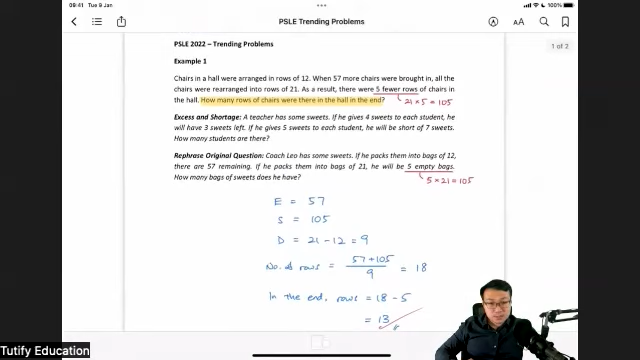 09:41 Tue 9 Jan
PSLE Trending Problems
AA
1 of 2
PSLE 2022 – Trending Problems
Example 1
Chairs in a hall were arranged in rows of 12. When 57 more chairs were brought in, all the
chairs were rearranged into rows of 21. As a result, there were 5 fewer rows of chairs in
the hall. How many rows of chairs were there in the hall in the end?
21 × 5 = 105
Excess and Shortage: A teacher has some sweets. If he gives 4 sweets to each student, he
will have 3 sweets left. If he gives 5 sweets to each student, he will be short of 7 sweets.
How many students are there?
Rephrase Original Question: Coach Leo has some sweets. If he packs them into bags of 12,
there are 57 remaining. If he packs them into bags of 21, he will be 5 empty bags.
How many bags of sweets does he have?
5 × 21 = 105
E = 57
S = 105
D = 21 - 12 = 9
No. of rows = 57 + 105 / 9 = 18
In the end, rows = 18 - 5
= 13
Tutify Education